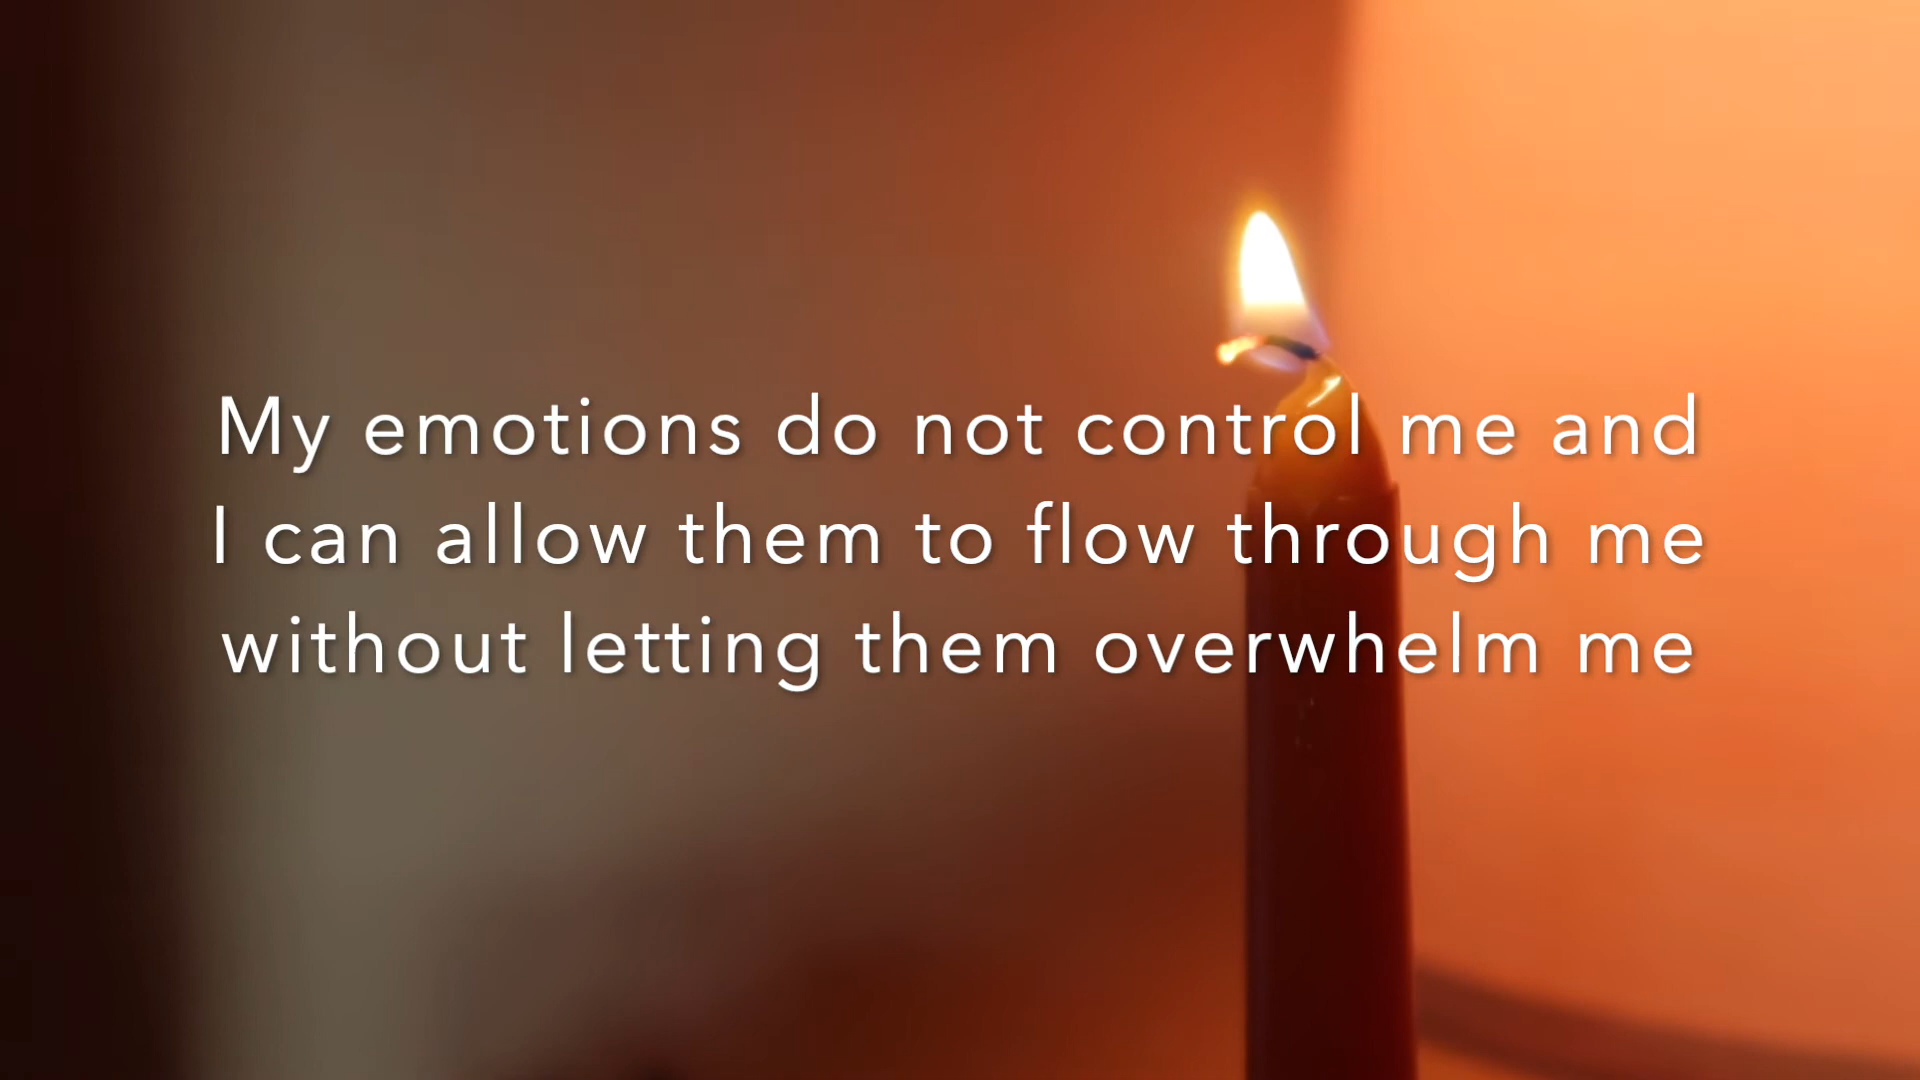 My emotions do not control me and
I can allow them to flow through me
without letting them overwhelm me